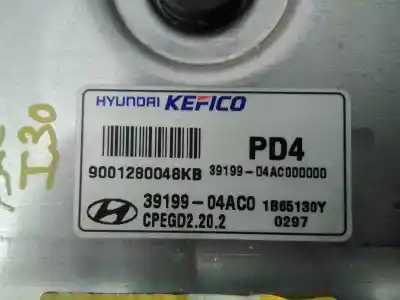 HYUNDAI KEFICO
PD4
9001280048KB 39199-04AC000000
39199-04AC0 1B65130Y
CPEGD2.20.2 0297
I30